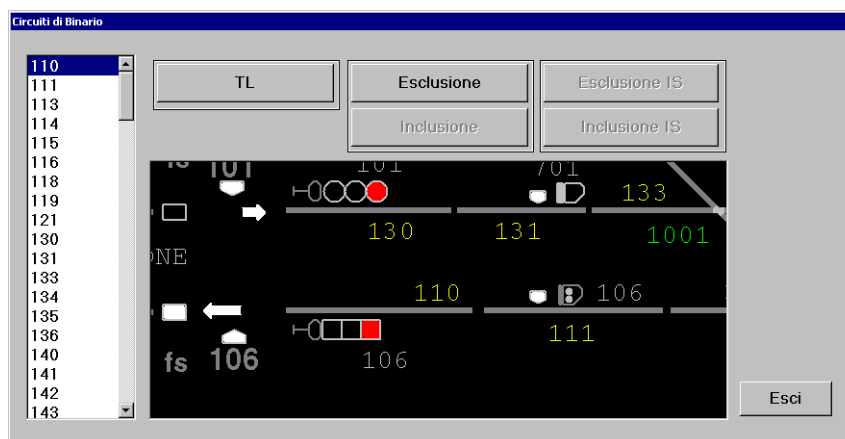 Circuiti di Binario
110
111
113
114
115
116
118
119
121
130
131
133
134
135
136
140
141
142
143
TL
Esclusione
Esclusione IS
Inclusione
Inclusione IS
fs 101 101 701
133
130 131 1001
NE
110 106
111
fs 106 106
Esci